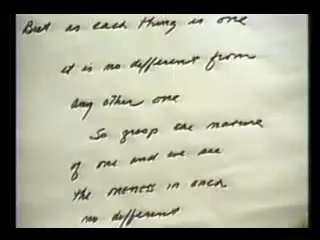 But as each thing is one
it is no different from
any other one
So grasp the nature
of one and we see
the oneness in each
no different